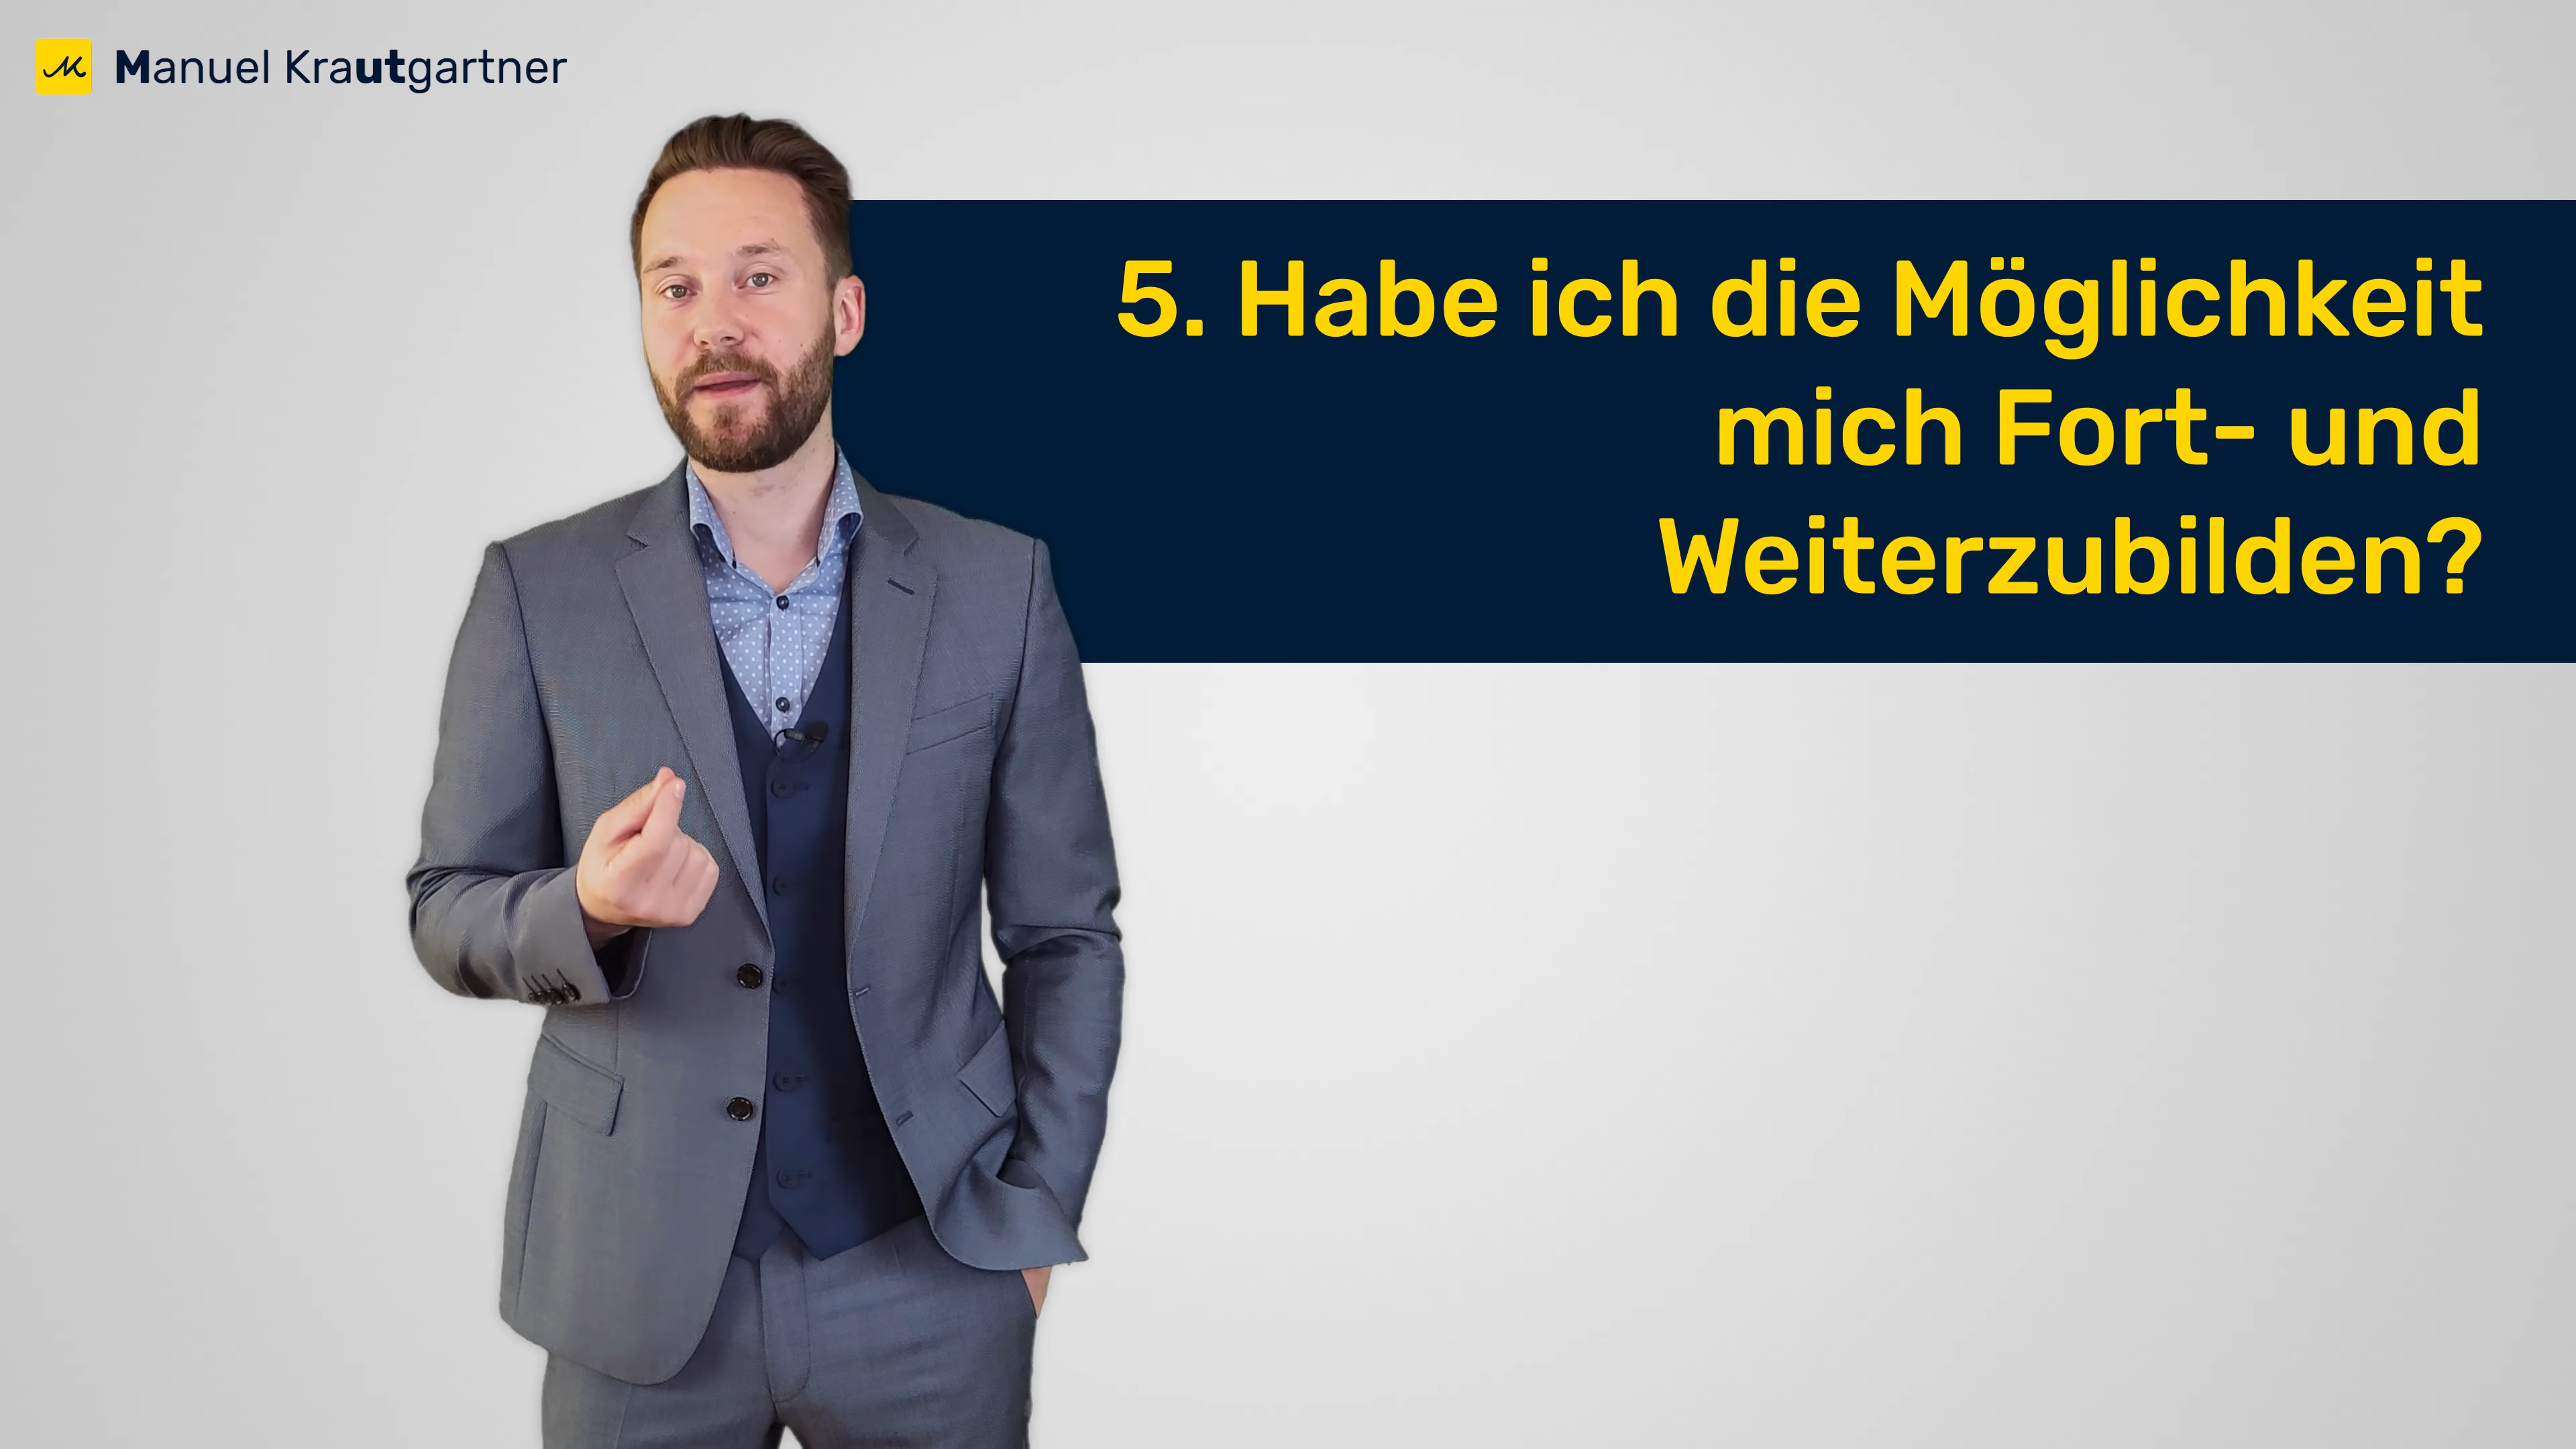 Manuel Krautgartner
5. Habe ich die Möglichkeit
mich Fort- und
Weiterzubilden?